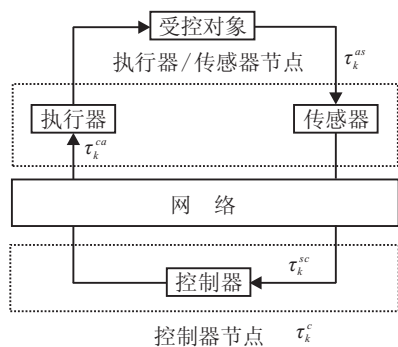 受控对象
τ_k^{as}
执行器/传感器节点
执行器
传感器
τ_k^{ca}
网 络
τ_k^{sc}
控制器
控制器节点 τ_k^c